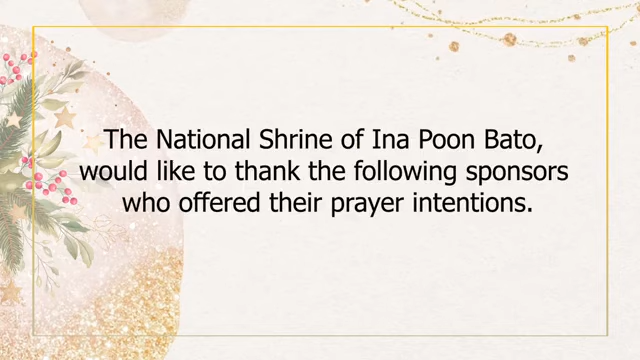 The National Shrine of Ina Poon Bato,
would like to thank the following sponsors
who offered their prayer intentions.